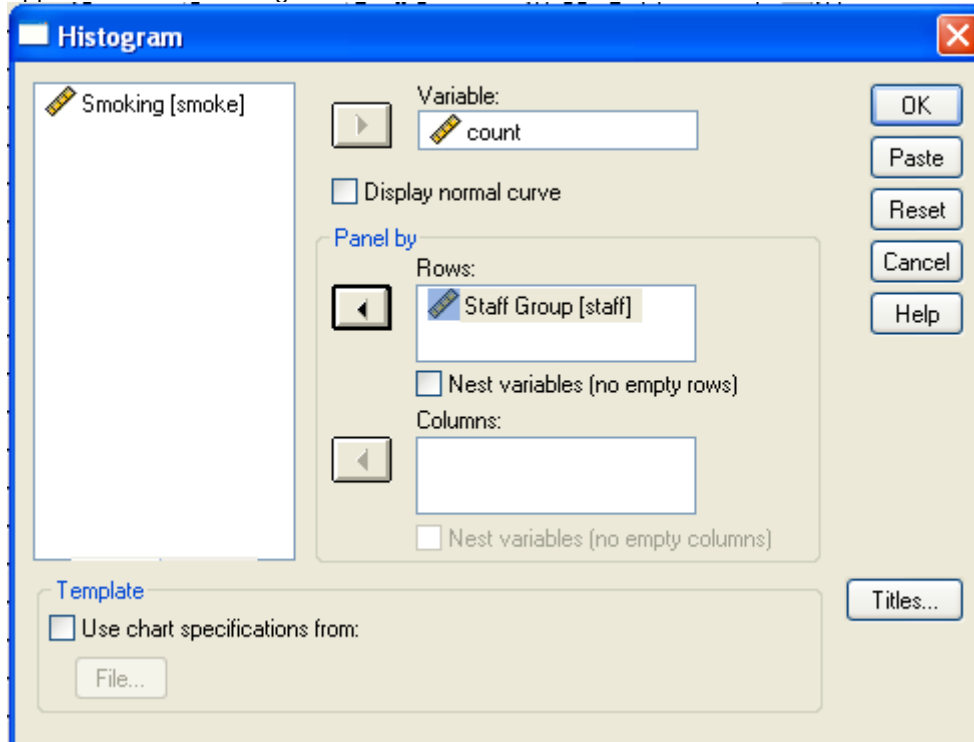 Histogram
Smoking [smoke]
Variable:
count
Display normal curve
Panel by
Rows:
Staff Group [staff]
Nest variables (no empty rows)
Columns:
Nest variables (no empty columns)
OK
Paste
Reset
Cancel
Help
Template
Use chart specifications from:
File...
Titles...